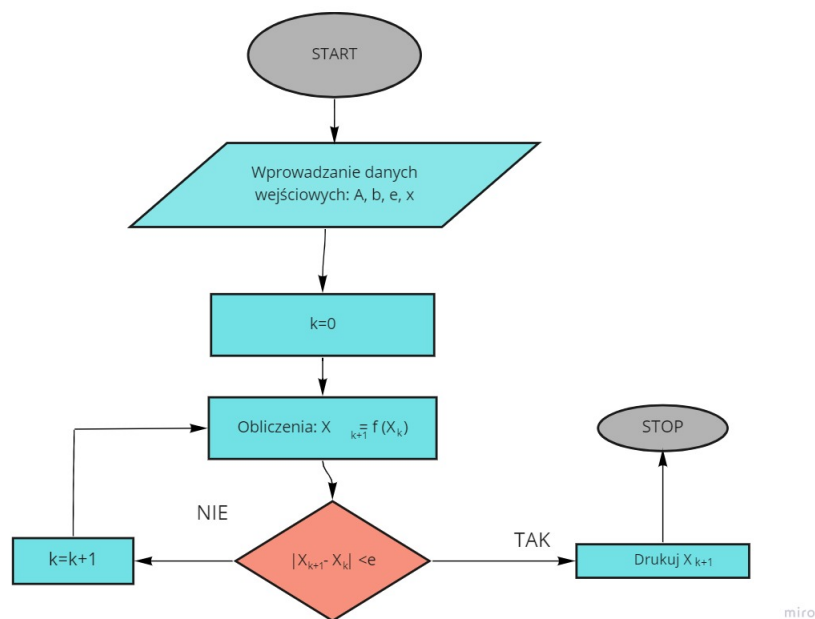 START
Wprowadzanie danych
wejściowych: A, b, e, x
k=0
Obliczenia: X k+1 = f (Xk)
NIE
|Xk+1- Xk| <e
k=k+1
TAK
Drukuj X k+1
STOP
miro